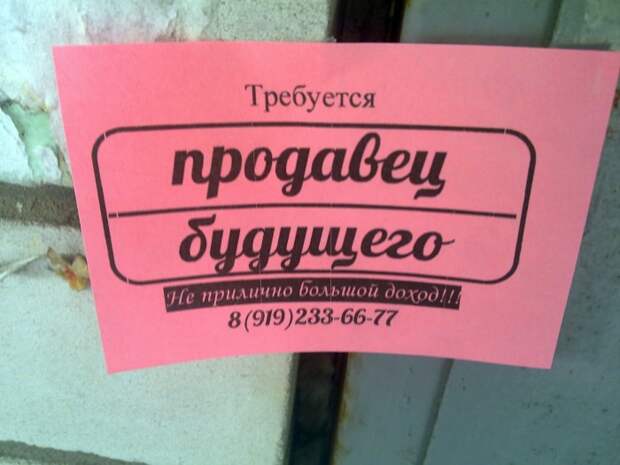 Требуется
продавец
будущего
Не прилично большой доход!!!
8(919)233-66-77